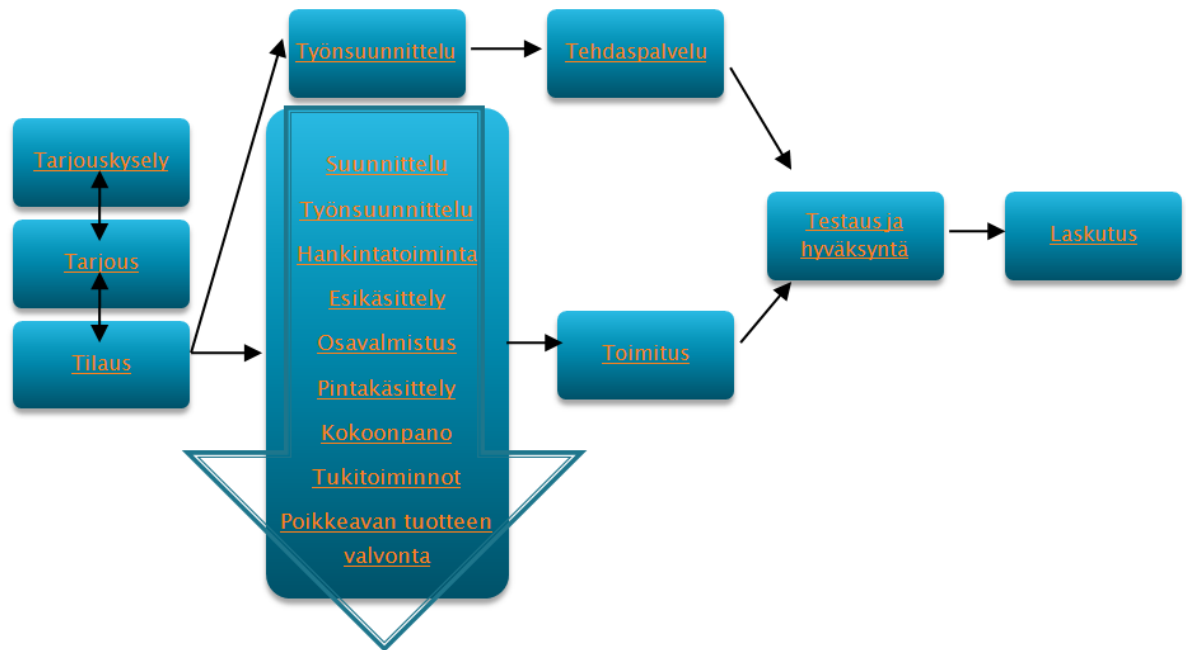 Työnsuunnittelu
Tehdaspalvelu
Tarjouskysely
Tarjous
Tilaus
Suunnittelu
Työnsuunnittelu
Hankintatoiminta
Esikäsittely
Osavalmistus
Pintakäsittely
Kokoonpano
Tukitoiminnot
Poikkeavan tuotteen
valvonta
Toimitus
Testaus ja
hyväksyntä
Laskutus